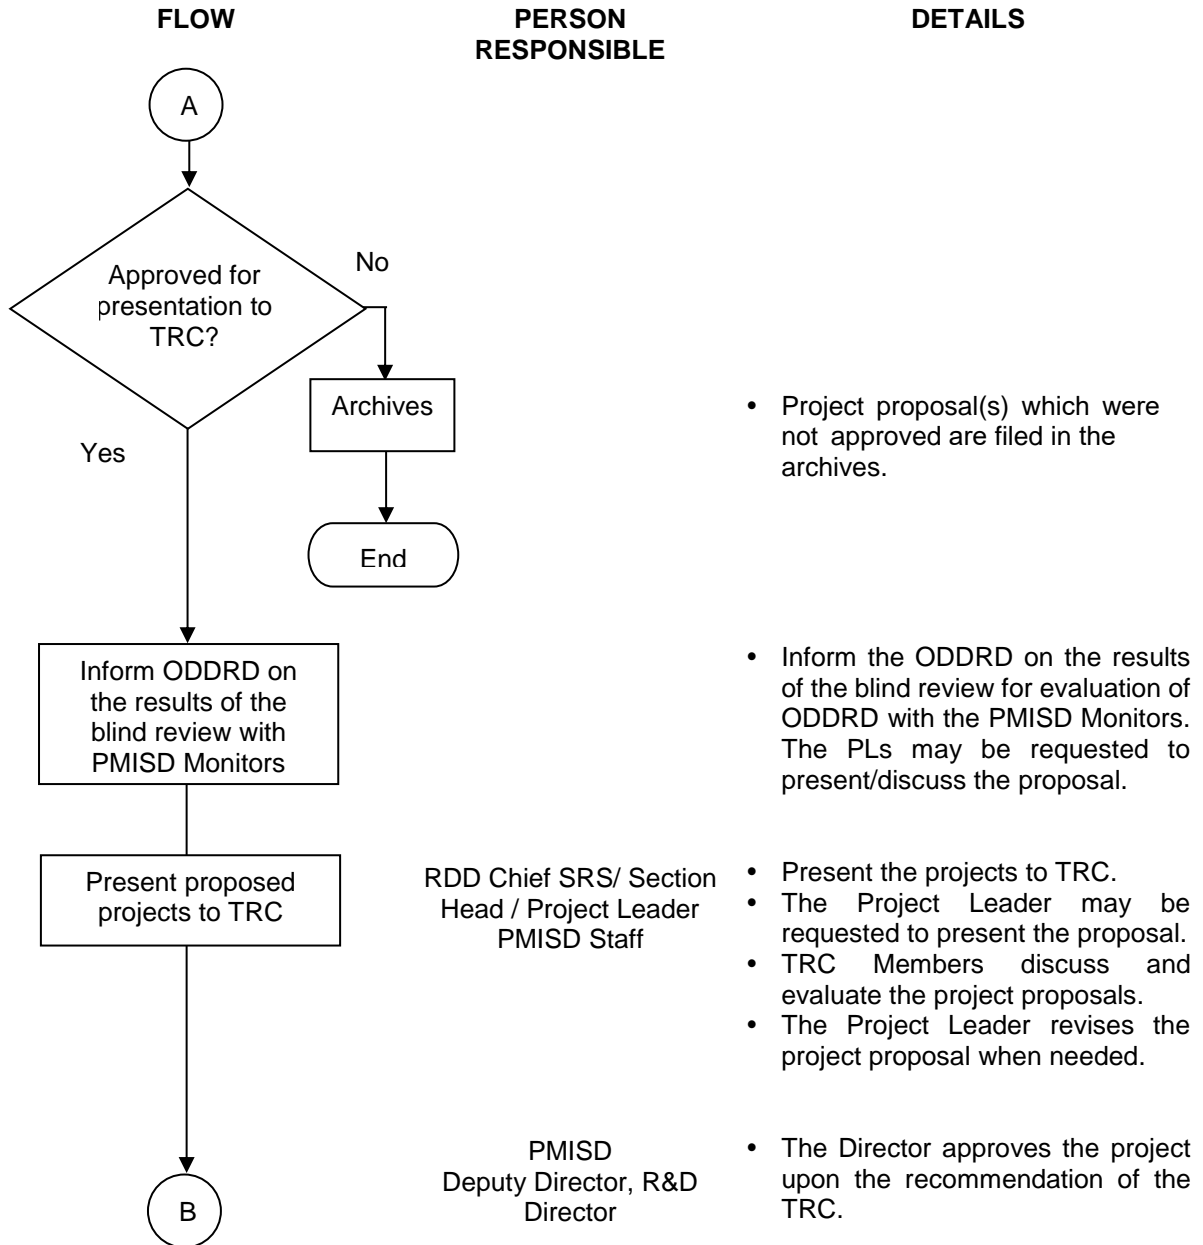 FLOW
PERSON
RESPONSIBLE
DETAILS
A
Approved for
presentation to
TRC?
No
Yes
Archives
End
• Project proposal(s) which were
not approved are filed in the
archives.
Inform ODDRD on
the results of the
blind review with
PMISD Monitors
• Inform the ODDRD on the results
of the blind review for evaluation of
ODDRD with the PMISD Monitors.
The PLs may be requested to
present/discuss the proposal.
Present proposed
projects to TRC
RDD Chief SRS/ Section
Head / Project Leader
PMISD Staff
• Present the projects to TRC.
• The Project Leader may be
requested to present the proposal.
• TRC Members discuss and
evaluate the project proposals.
• The Project Leader revises the
project proposal when needed.
B
PMISD
Deputy Director, R&D
Director
• The Director approves the project
upon the recommendation of the
TRC.